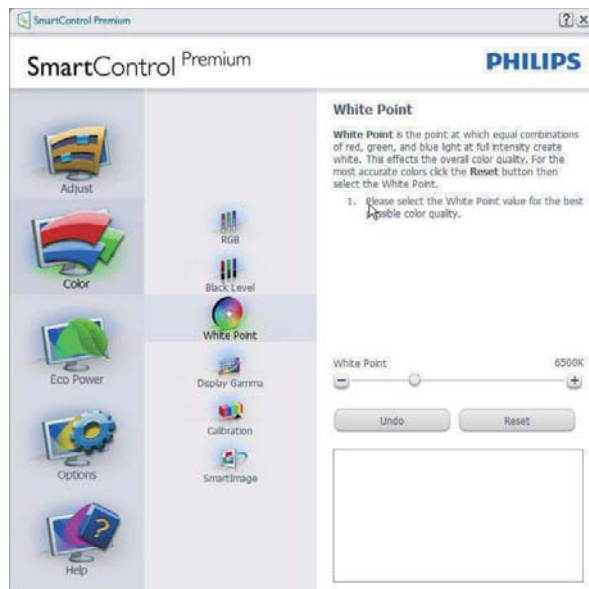 SmartControl Premium
SmartControl Premium
PHILIPS
Adjust
Color
Eco Power
Options
Help
RGB
Black Level
White Point
Display Gamma
Calibration
SmartImage
White Point
White Point is the point at which equal combinations
of red, green, and blue light at full intensity create
white. This effects the overall color quality. For the
most accurate colors click the Reset button then
select the White Point.
1. Please select the White Point value for the best
possible color quality.
White Point 6500K
Undo Reset